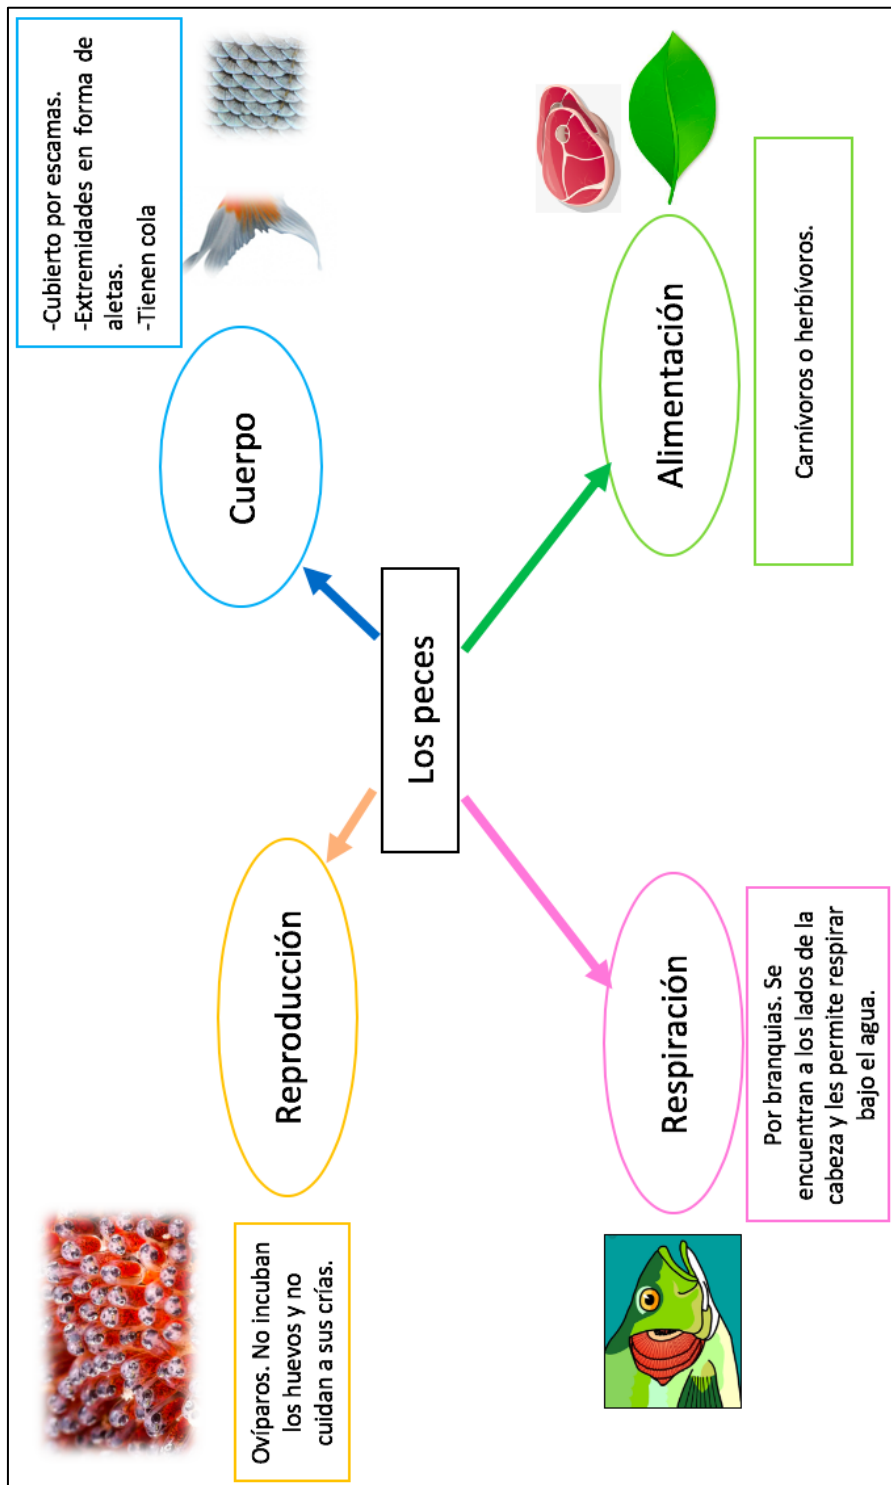 Ovíparos. No incuban
los huevos y no
cuidan a sus crías.
Reproducción
Cuerpo
-Cubierto por escamas.
-Extremidades en forma de
aletas.
-Tienen cola
Los peces
Respiración
Por branquias. Se
encuentran a los lados de la
cabeza y les permite respirar
bajo el agua.
Alimentación
Carnívoros o herbívoros.